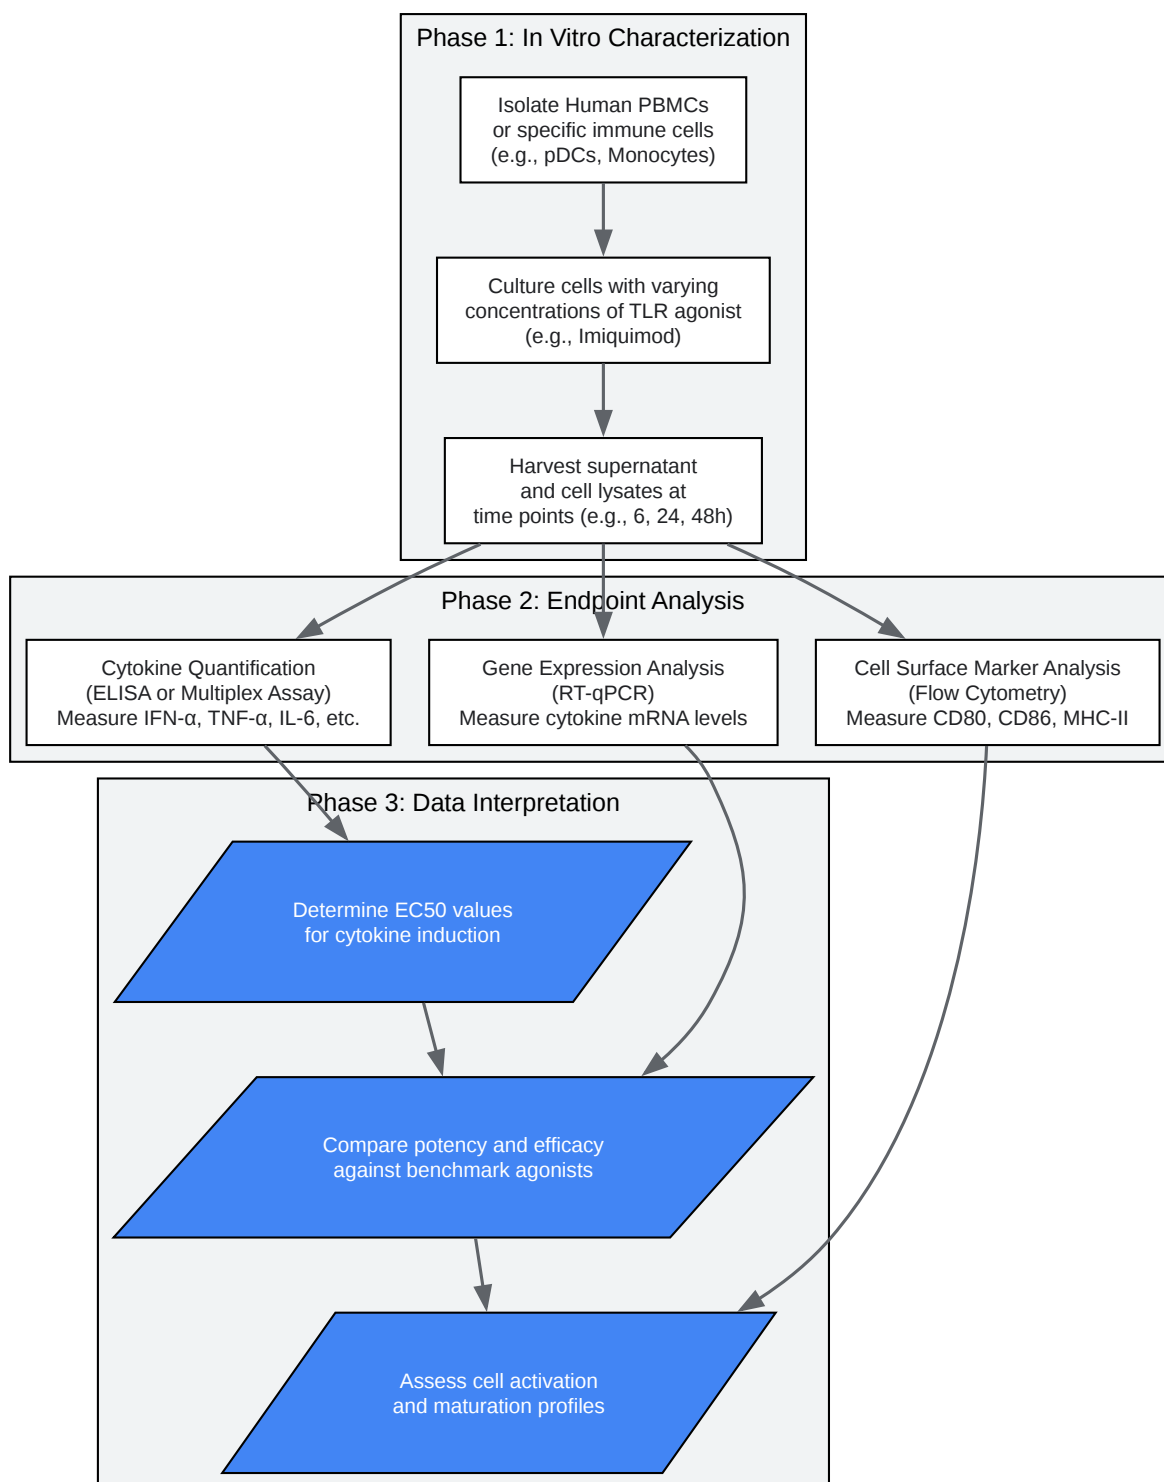 Phase 1: In Vitro Characterization
Isolate Human PBMCs
or specific immune cells
(e.g., pDCs, Monocytes)
Culture cells with varying
concentrations of TLR agonist
(e.g., Imiquimod)
Harvest supernatant
and cell lysates at
time points (e.g., 6, 24, 48h)
Phase 2: Endpoint Analysis
Cytokine Quantification
(ELISA or Multiplex Assay)
Measure IFN-α, TNF-α, IL-6, etc.
Gene Expression Analysis
(RT-qPCR)
Measure cytokine mRNA levels
Cell Surface Marker Analysis
(Flow Cytometry)
Measure CD80, CD86, MHC-II
Phase 3: Data Interpretation
Determine EC50 values
for cytokine induction
Compare potency and efficacy
against benchmark agonists
Assess cell activation
and maturation profiles